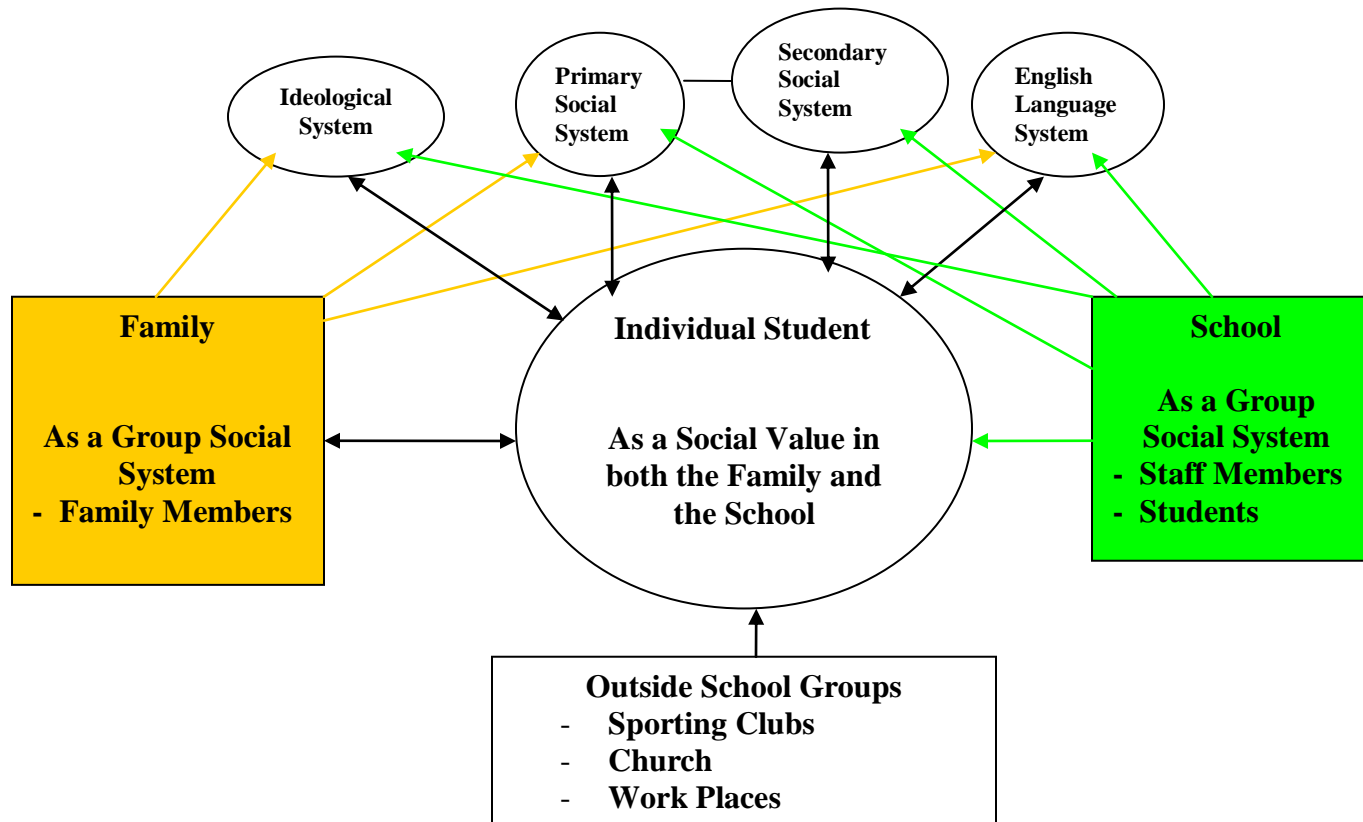 Ideological
System
Primary
Social
System
Secondary
Social
System
English
Language
System
Family
As a Group Social
System
- Family Members
Individual Student
As a Social Value in
both the Family and
the School
School
As a Group
Social System
- Staff Members
- Students
Outside School Groups
- Sporting Clubs
- Church
- Work Places